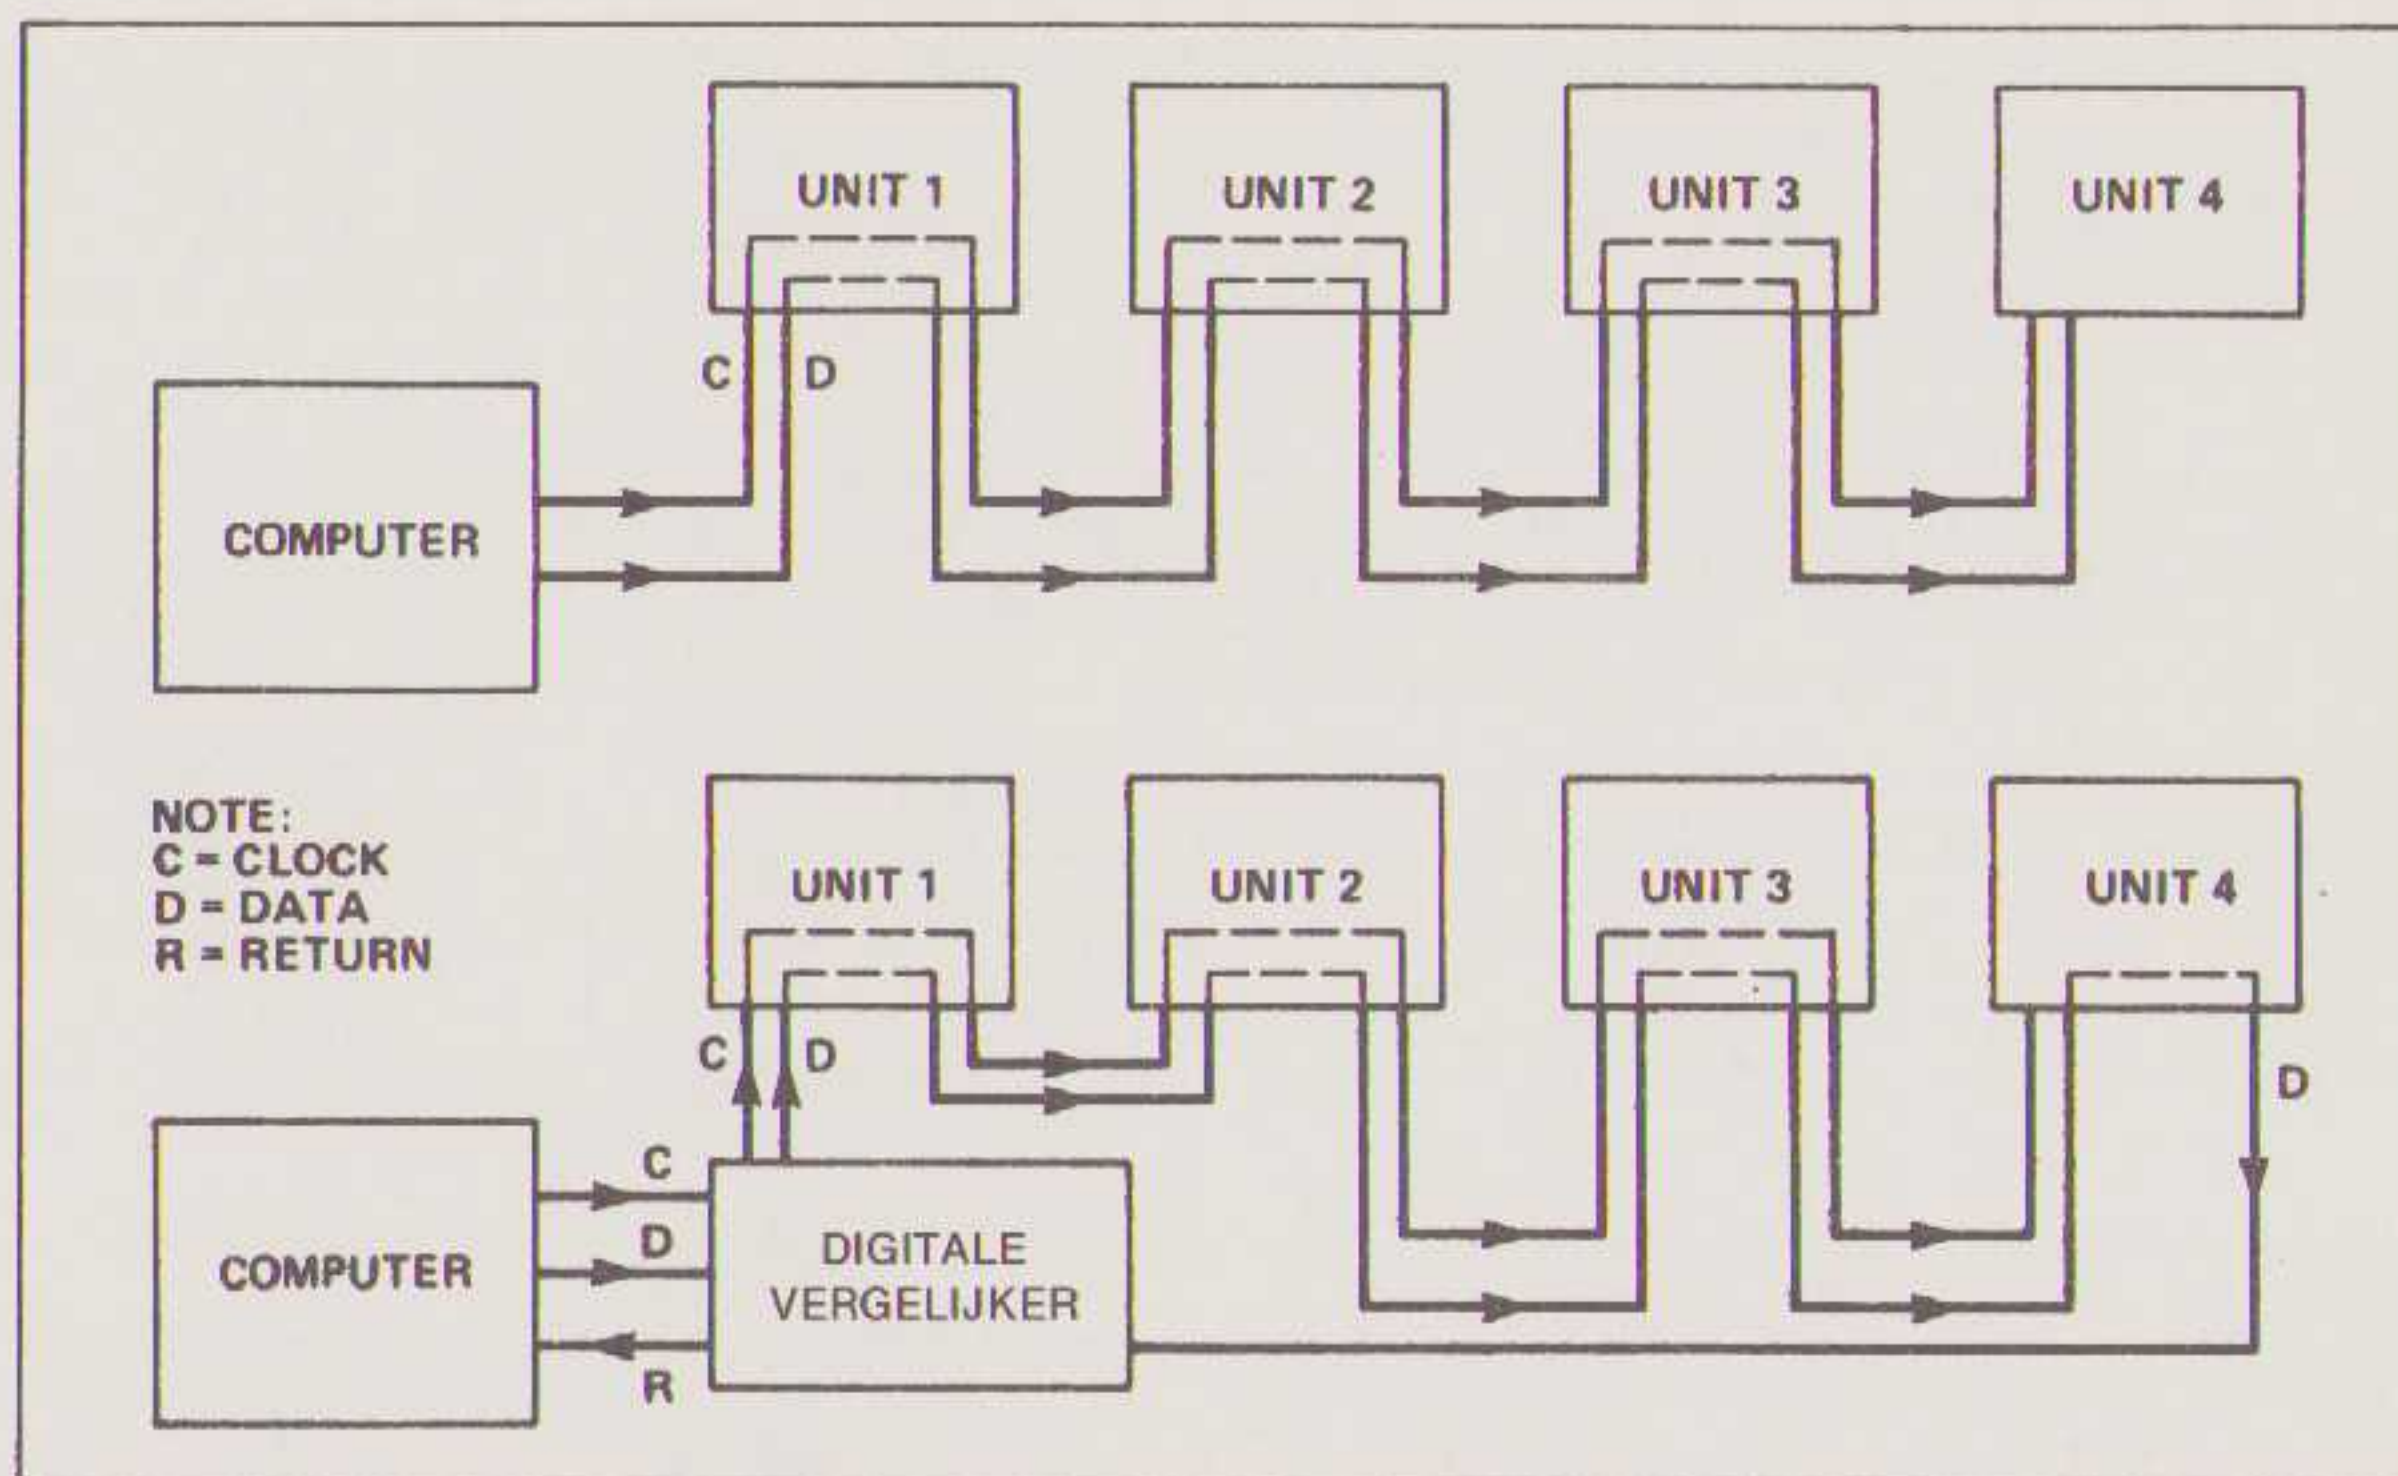 UNIT 1
UNIT 2
UNIT 3
UNIT 4
C
D
COMPUTER
NOTE:
C = CLOCK
D = DATA
R = RETURN
UNIT 1
UNIT 2
UNIT 3
UNIT 4
C
D
D
C
D
R
COMPUTER
DIGITALE
VERGELIJKER